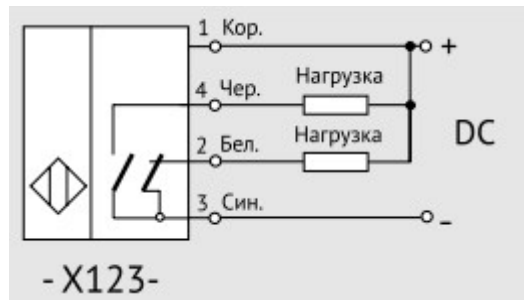 1 Кор.
+
4 Чер.
Нагрузка
2 Бел.
Нагрузка
DC
3 Син.
-
- X123-